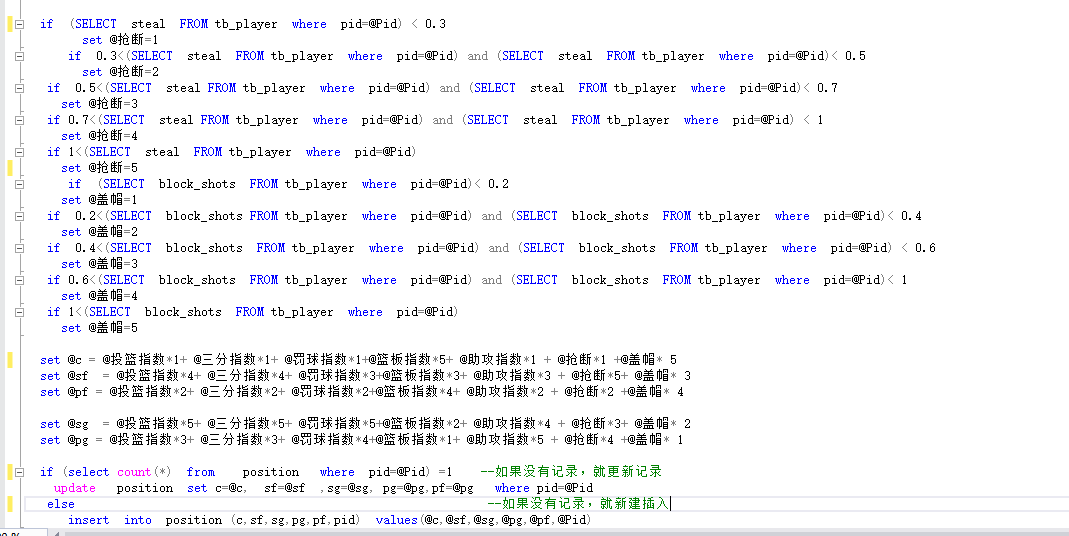 if (SELECT steal FROM tb_player where pid=@Pid) < 0.3
set @抢断=1
if 0.3<(SELECT steal FROM tb_player where pid=@Pid) and (SELECT steal FROM tb_player where pid=@Pid)< 0.5
set @抢断=2
if 0.5<(SELECT steal FROM tb_player where pid=@Pid) and (SELECT steal FROM tb_player where pid=@Pid)< 0.7
set @抢断=3
if 0.7<(SELECT steal FROM tb_player where pid=@Pid) and (SELECT steal FROM tb_player where pid=@Pid) < 1
set @抢断=4
if 1<(SELECT steal FROM tb_player where pid=@Pid)
set @抢断=5
if (SELECT block_shots FROM tb_player where pid=@Pid)< 0.2
set @盖帽=1
if 0.2<(SELECT block_shots FROM tb_player where pid=@Pid) and (SELECT block_shots FROM tb_player where pid=@Pid)< 0.4
set @盖帽=2
if 0.4<(SELECT block_shots FROM tb_player where pid=@Pid) and (SELECT block_shots FROM tb_player where pid=@Pid) < 0.6
set @盖帽=3
if 0.6<(SELECT block_shots FROM tb_player where pid=@Pid) and (SELECT block_shots FROM tb_player where pid=@Pid)< 1
set @盖帽=4
if 1<(SELECT block_shots FROM tb_player where pid=@Pid)
set @盖帽=5
set @c = @投篮指数*1+ @三分指数*1+ @罚球指数*1+@篮板指数*5+ @助攻指数*1 + @抢断*1 +@盖帽* 5
set @sf = @投篮指数*4+ @三分指数*4+ @罚球指数*3+@篮板指数*3+ @助攻指数*3 + @抢断*5+ @盖帽* 3
set @pf = @投篮指数*2+ @三分指数*2+ @罚球指数*2+@篮板指数*4+ @助攻指数*2 + @抢断*2 +@盖帽* 4
set @sg = @投篮指数*5+ @三分指数*5+ @罚球指数*5+@篮板指数*2+ @助攻指数*4 + @抢断*3+ @盖帽* 2
set @pg = @投篮指数*3+ @三分指数*3+ @罚球指数*4+@篮板指数*1+ @助攻指数*5 + @抢断*4 +@盖帽* 1
if (select count(*) from position where pid=@Pid) =1 --如果没有记录，就更新记录
update position set c=@c, sf=@sf ,sg=@sg, pg=@pg,pf=@pg where pid=@Pid
else --如果没有记录，就新建插入
insert into position (c,sf,sg,pg,pf,pid) values(@c,@sf,@sg,@pg,@pf,@Pid)